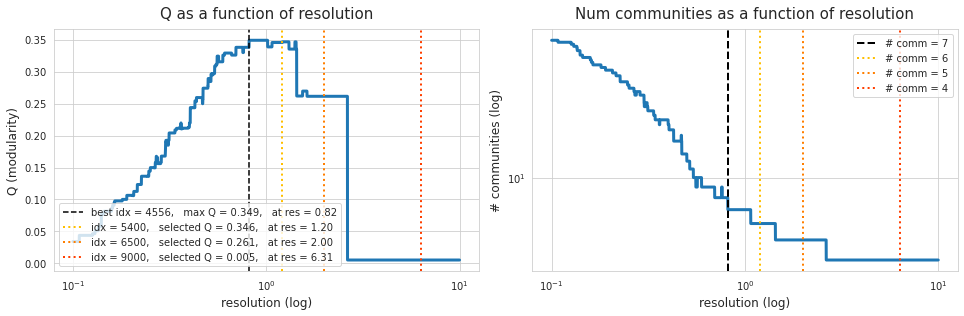 Q as a function of resolution
Q (modularity)
0.35
0.30
0.25
0.20
0.15
0.10
0.05
0.00
best idx = 4556, max Q = 0.349, at res = 0.82
idx = 5400, selected Q = 0.346, at res = 1.20
idx = 6500, selected Q = 0.261, at res = 2.00
idx = 9000, selected Q = 0.005, at res = 6.31
10⁻¹ 10⁰ 10¹
resolution (log)
Num communities as a function of resolution
# communities (log)
10¹
# comm = 7
# comm = 6
# comm = 5
# comm = 4
10⁻¹ 10⁰ 10¹
resolution (log)